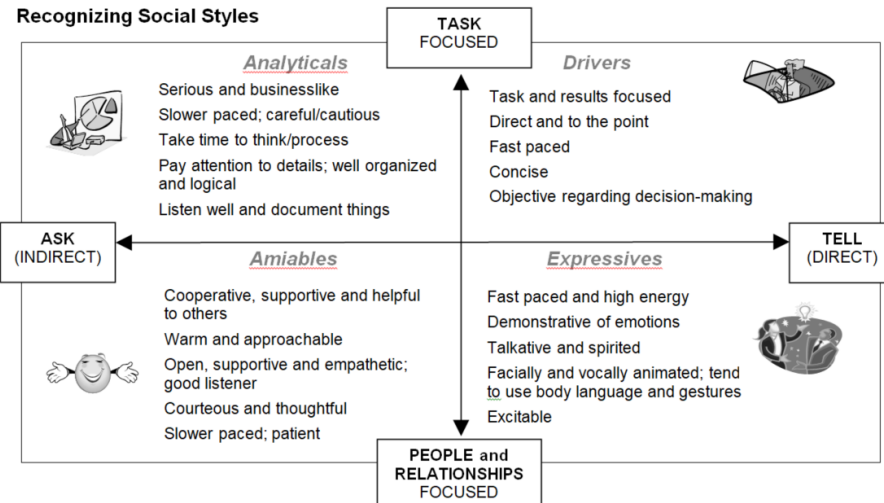 Recognizing Social Styles
TASK
FOCUSED
Analyticals
Serious and businesslike
Slower paced; careful/cautious
Take time to think/process
Pay attention to details; well organized
and logical
Listen well and document things
Drivers
Task and results focused
Direct and to the point
Fast paced
Concise
Objective regarding decision-making
ASK
(INDIRECT)
TELL
(DIRECT)
Amiables
Cooperative, supportive and helpful
to others
Warm and approachable
Open, supportive and empathetic;
good listener
Courteous and thoughtful
Slower paced; patient
Expressives
Fast paced and high energy
Demonstrative of emotions
Talkative and spirited
Facially and vocally animated; tend
to use body language and gestures
Excitable
PEOPLE and
RELATIONSHIPS
FOCUSED